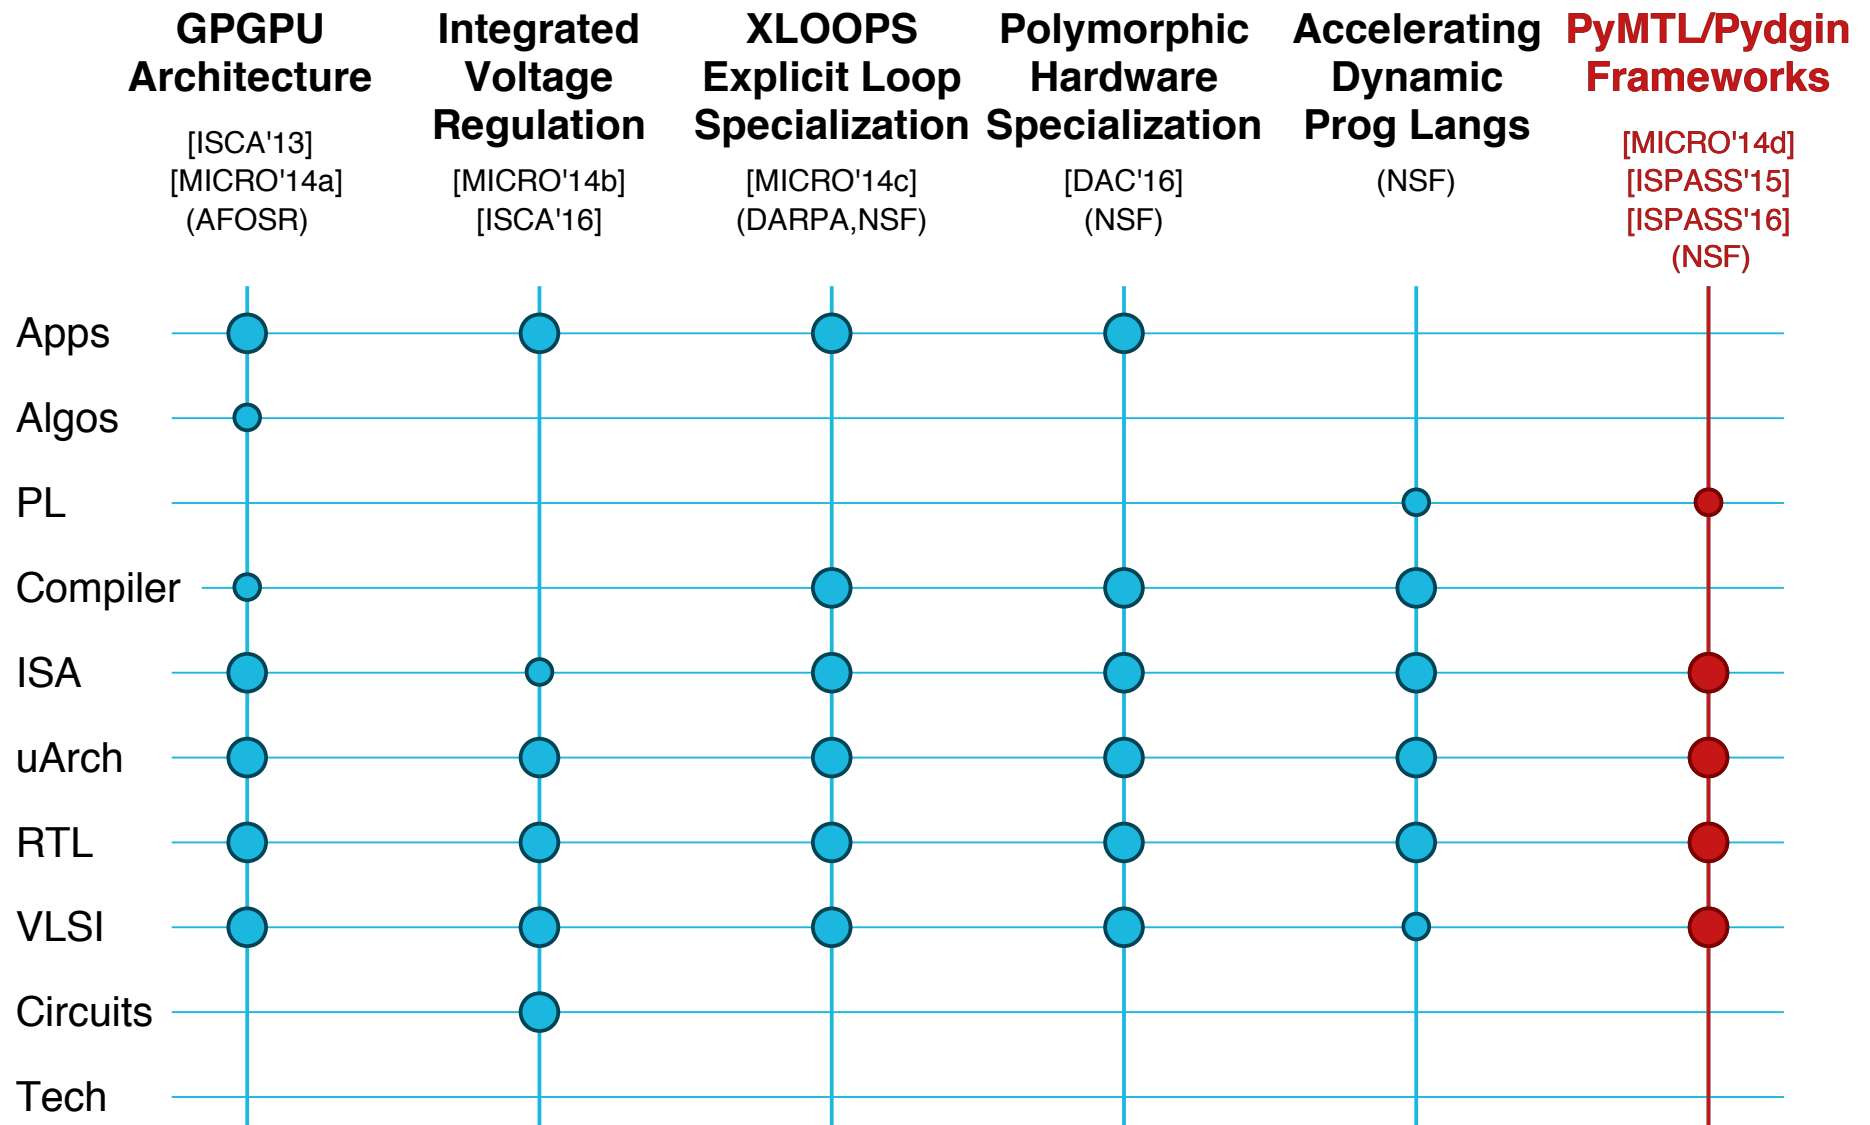 GPGPU
Architecture
[ISCA'13]
[MICRO'14a]
(AFOSR)
Integrated
Voltage
Regulation
[MICRO'14b]
[ISCA'16]
XLOOPS
Explicit Loop
Specialization
[MICRO'14c]
(DARPA,NSF)
Polymorphic
Hardware
Specialization
[DAC'16]
(NSF)
Accelerating
Dynamic
Prog Langs
(NSF)
PyMTL/Pydgin
Frameworks
[MICRO'14d]
[ISPASS'15]
[ISPASS'16]
(NSF)
Apps
Algos
PL
Compiler
ISA
uArch
RTL
VLSI
Circuits
Tech